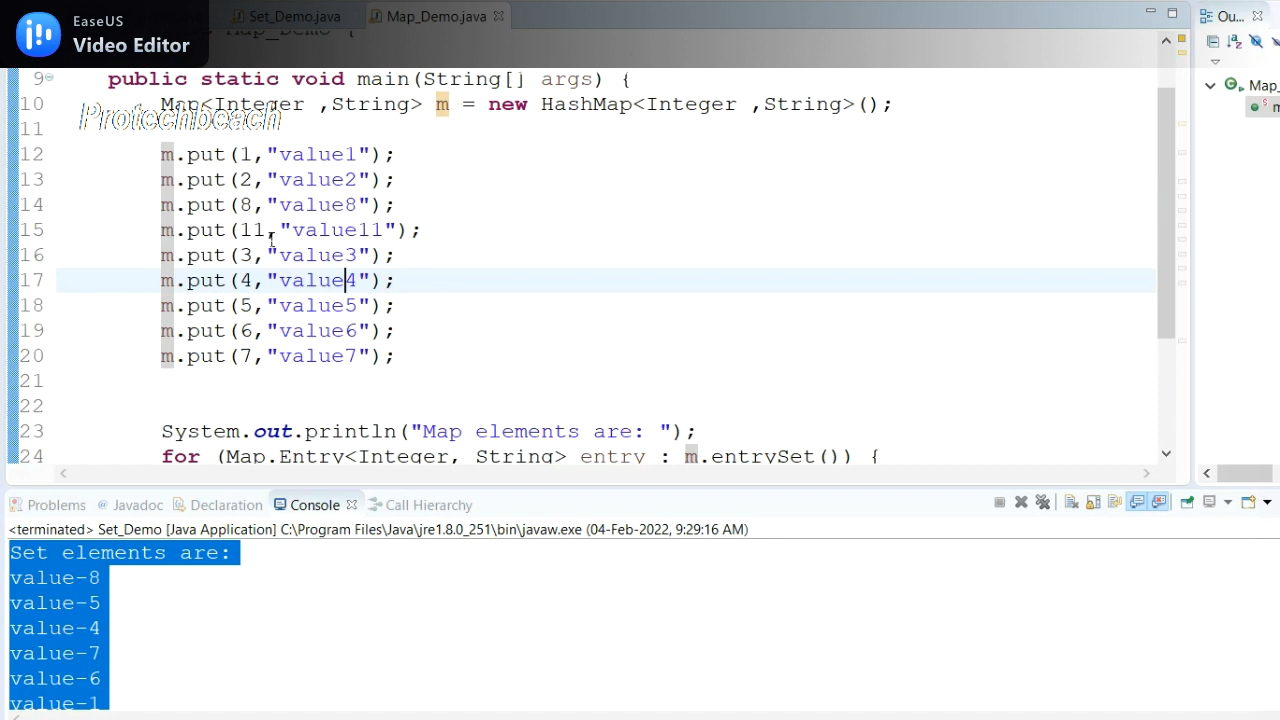 EaseUS
Video Editor
Set_Demo.java
Map_Demo.java
Ou...
Map_Demo {
9 public static void main(String[] args) {
10 Map<Integer ,String> m = new HashMap<Integer ,String>();
Protechbeach
11
12 m.put(1,"value1");
13 m.put(2,"value2");
14 m.put(8,"value8");
15 m.put(11,"value11");
16 m.put(3,"value3");
17 m.put(4,"value4");
18 m.put(5,"value5");
19 m.put(6,"value6");
20 m.put(7,"value7");
21
22
23 System.out.println("Map elements are: ");
24 for (Map.Entry<Integer, String> entry : m.entrySet()) {
Map_
m
Problems Javadoc Declaration Console Call Hierarchy
<terminated> Set_Demo [Java Application] C:\Program Files\Java\jre1.8.0_251\bin\javaw.exe (04-Feb-2022, 9:29:16 AM)
Set elements are:
value-8
value-5
value-4
value-7
value-6
value-1